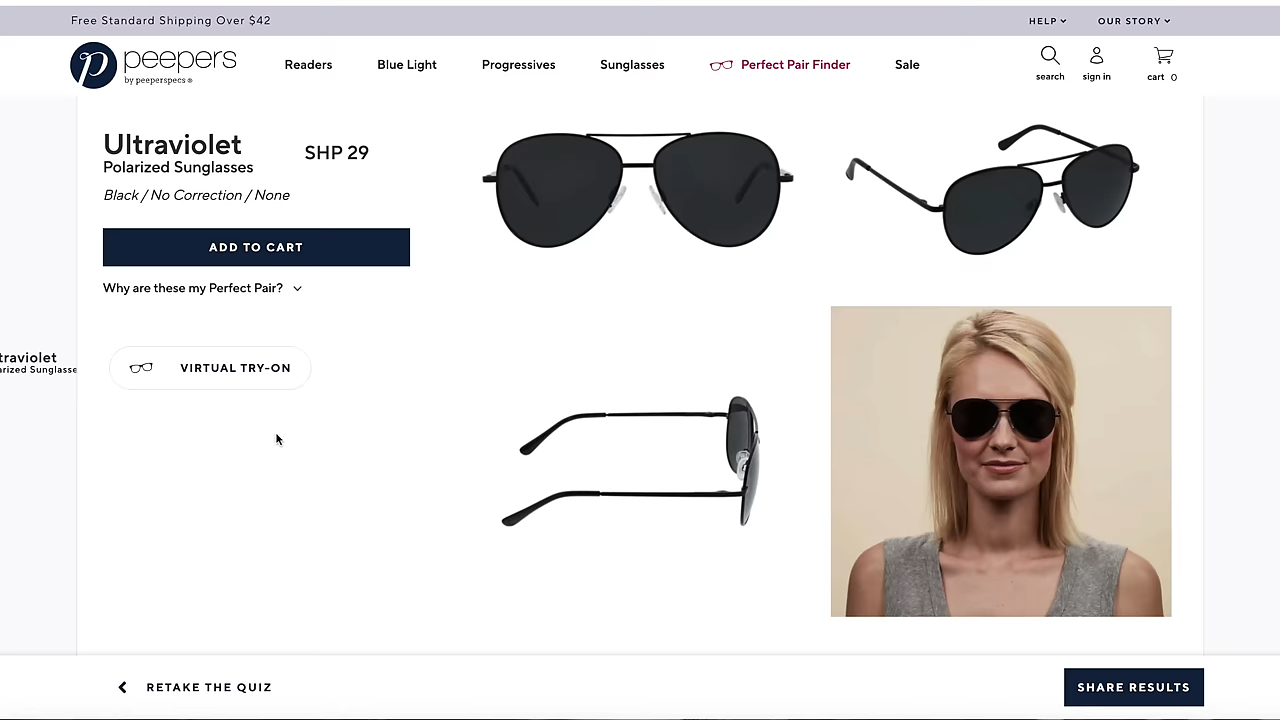 Free Standard Shipping Over $42
HELP
OUR STORY
peepers
by peeperspecs
Readers
Blue Light
Progressives
Sunglasses
Perfect Pair Finder
Sale
search
sign in
cart 0
Ultraviolet
Polarized Sunglasses
SHP 29
Black / No Correction / None
ADD TO CART
Why are these my Perfect Pair?
traviolet
arized Sunglasse
VIRTUAL TRY-ON
RETAKE THE QUIZ
SHARE RESULTS